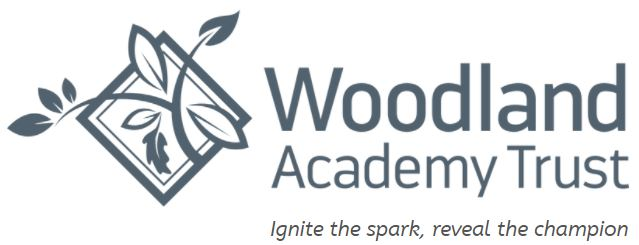 Woodland
Academy Trust
Ignite the spark, reveal the champion